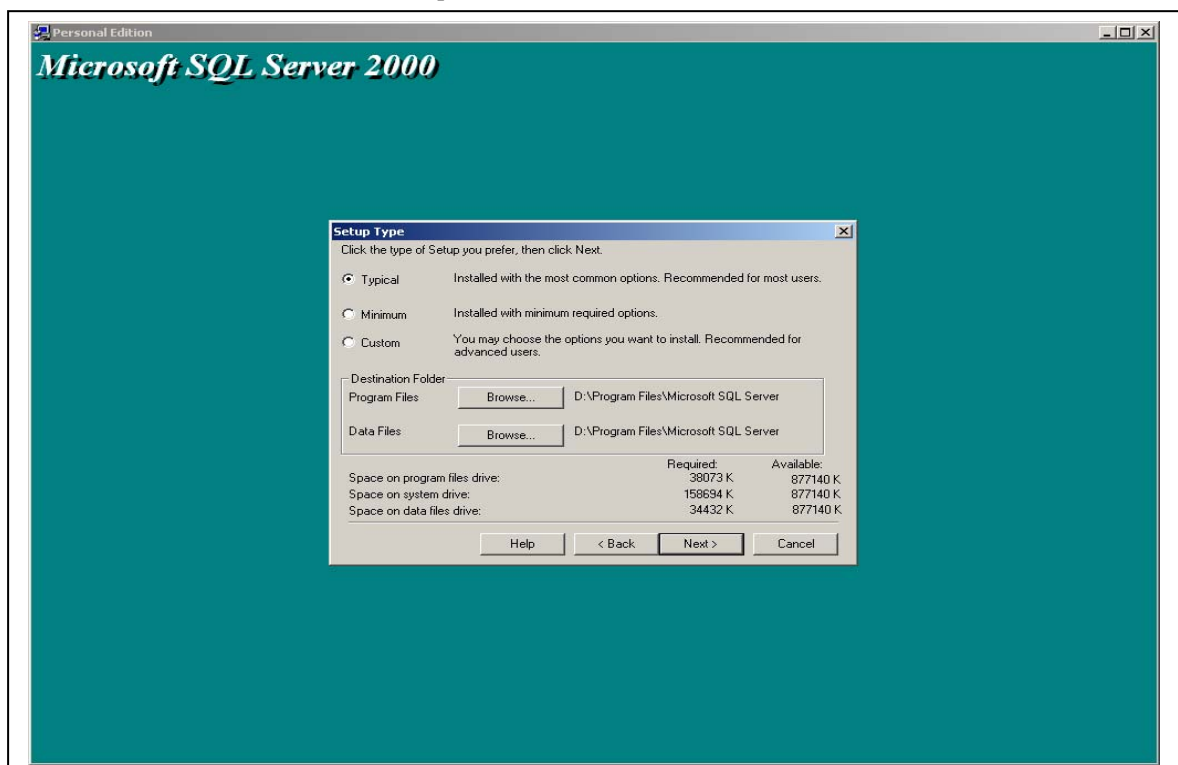 Personal Edition
Microsoft SQL Server 2000
Setup Type
Click the type of Setup you prefer, then click Next.
Typical Installed with the most common options. Recommended for most users.
Minimum Installed with minimum required options.
Custom You may choose the options you want to install. Recommended for
advanced users.
Destination Folder
Program Files Browse... D:\Program Files\Microsoft SQL Server
Data Files Browse... D:\Program Files\Microsoft SQL Server
Required: Available:
Space on program files drive: 38073 K 877140 K
Space on system drive: 158694 K 877140 K
Space on data files drive: 34432 K 877140 K
Help < Back Next > Cancel